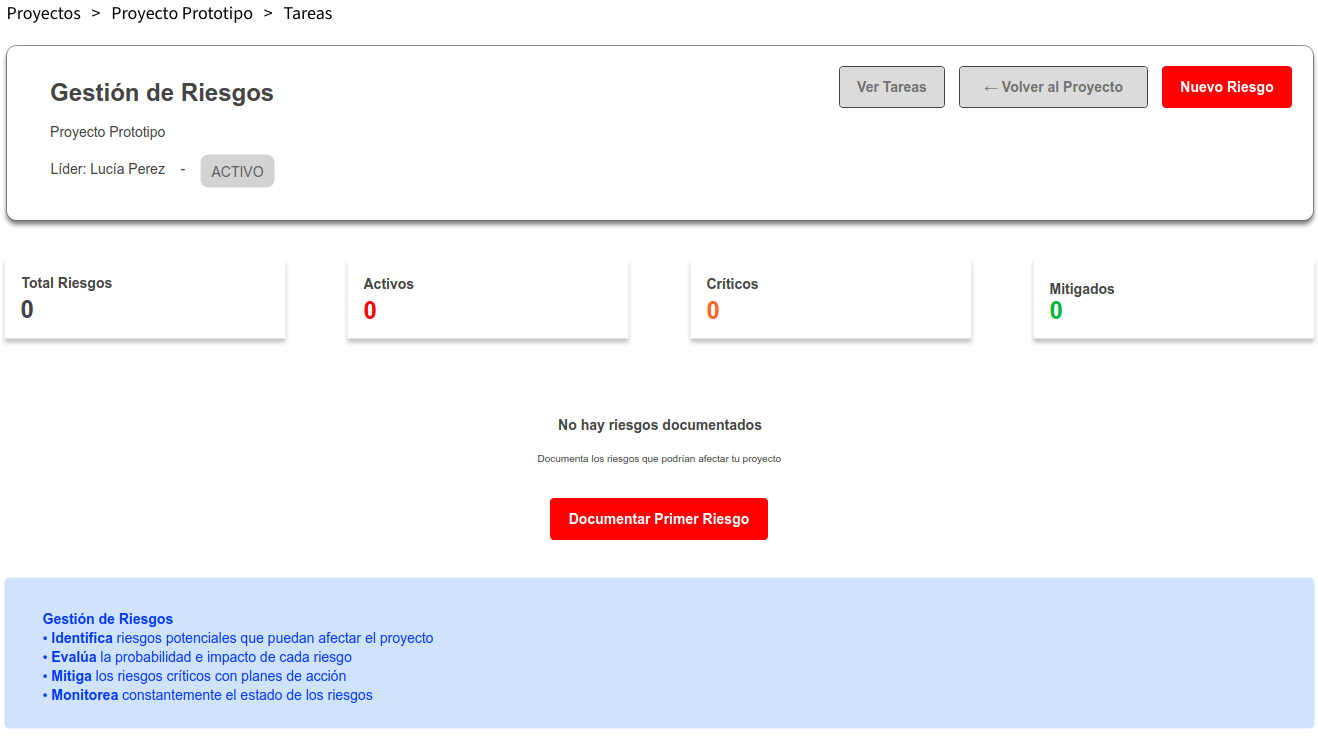 Proyectos > Proyecto Prototipo > Tareas
Gestión de Riesgos
Ver Tareas
← Volver al Proyecto
Nuevo Riesgo
Proyecto Prototipo
Líder: Lucía Perez - ACTIVO
Total Riesgos
0
Activos
0
Críticos
0
Mitigados
0
No hay riesgos documentados
Documenta los riesgos que podrían afectar tu proyecto
Documentar Primer Riesgo
Gestión de Riesgos
• Identifica riesgos potenciales que puedan afectar el proyecto
• Evalúa la probabilidad e impacto de cada riesgo
• Mitiga los riesgos críticos con planes de acción
• Monitorea constantemente el estado de los riesgos